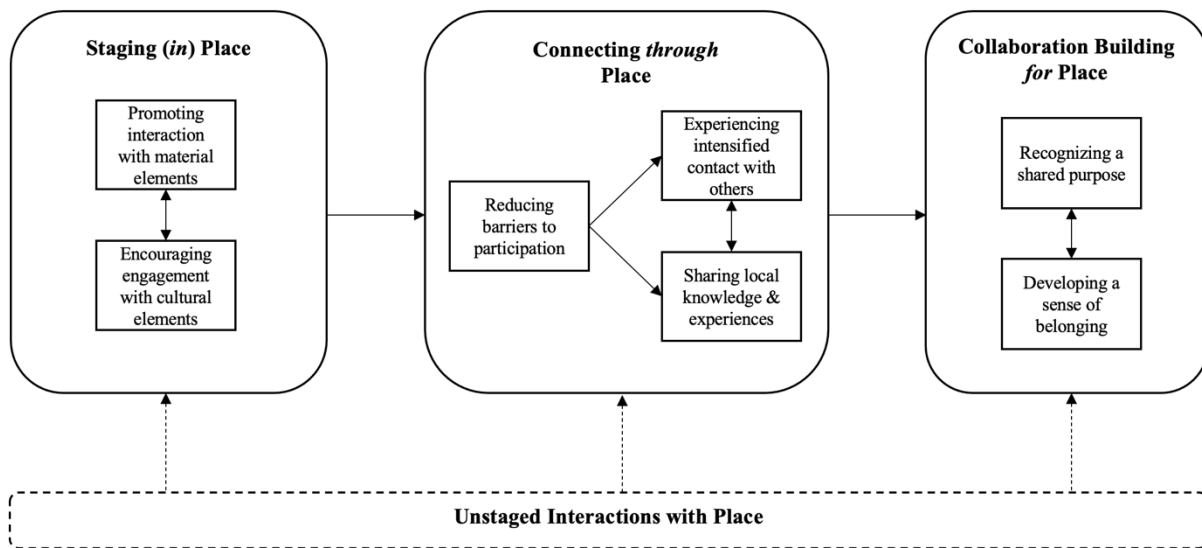 Staging (in) Place
Promoting
interaction
with material
elements
Encouraging
engagement
with cultural
elements
Connecting through
Place
Reducing
barriers to
participation
Experiencing
intensified
contact with
others
Sharing local
knowledge &
experiences
Collaboration Building
for Place
Recognizing a
shared purpose
Developing a
sense of
belonging
Unstaged Interactions with Place